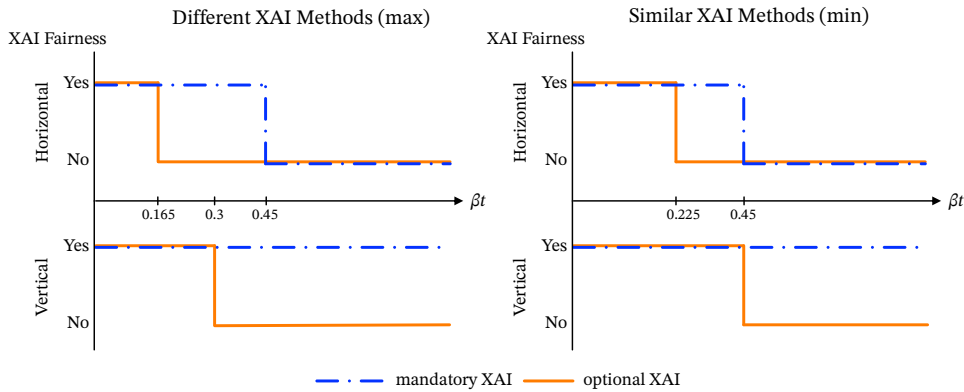 Different XAI Methods (max)
XAI Fairness
Horizontal
Yes
No
0.165 0.3 0.45
βt
Vertical
Yes
No
Similar XAI Methods (min)
XAI Fairness
Horizontal
Yes
No
0.225 0.45
βt
Vertical
Yes
No
mandatory XAI optional XAI